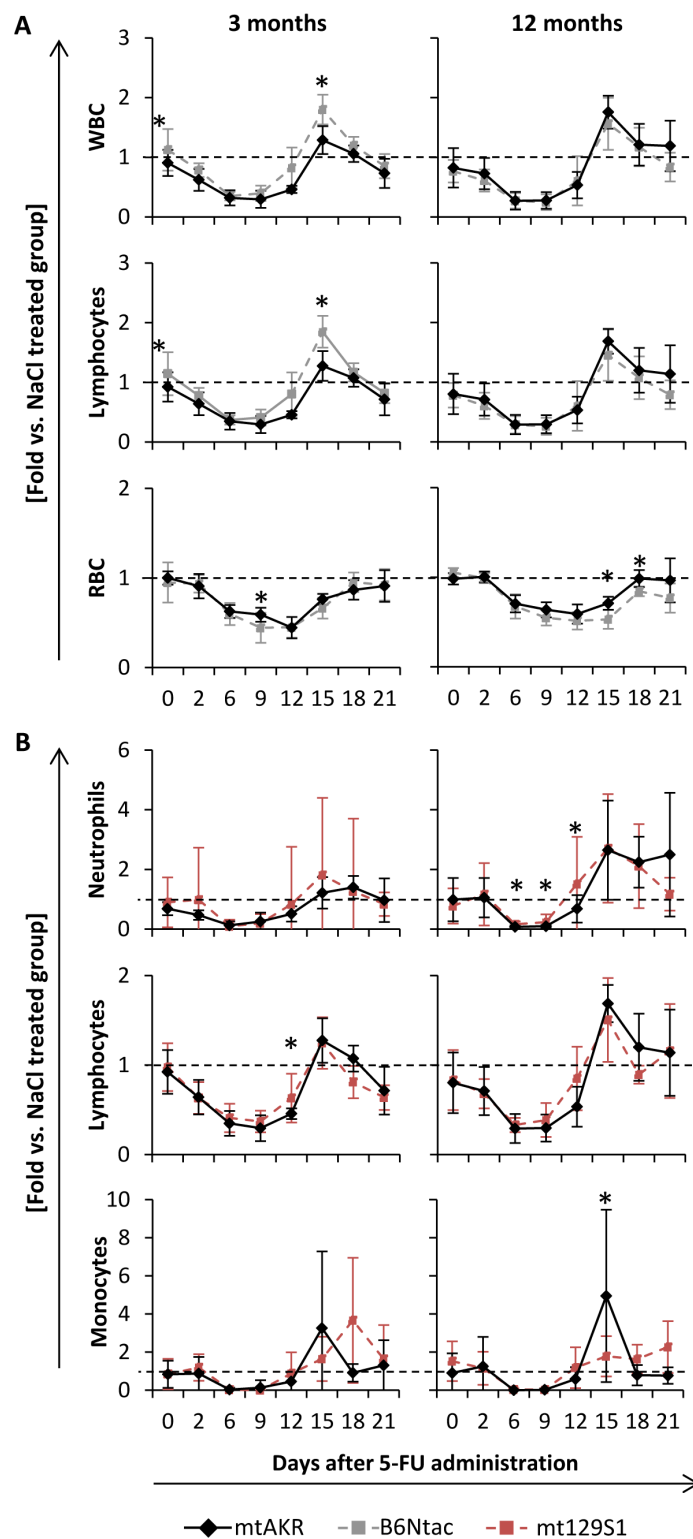 A
3 months
12 months
[Fold vs. NaCl treated group]
WBC
3
2
1
0
*
*
Lymphocytes
3
2
1
0
*
*
RBC
2
1
0
*
*
*
0 2 6 9 12 15 18 21
0 2 6 9 12 15 18 21
B
[Fold vs. NaCl treated group]
Neutrophils
6
4
2
0
*
*
*
Lymphocytes
2
1
0
*
Monocytes
10
8
6
4
2
0
*
0 2 6 9 12 15 18 21
0 2 6 9 12 15 18 21
Days after 5-FU administration
mtAKR B6Ntac mt129S1